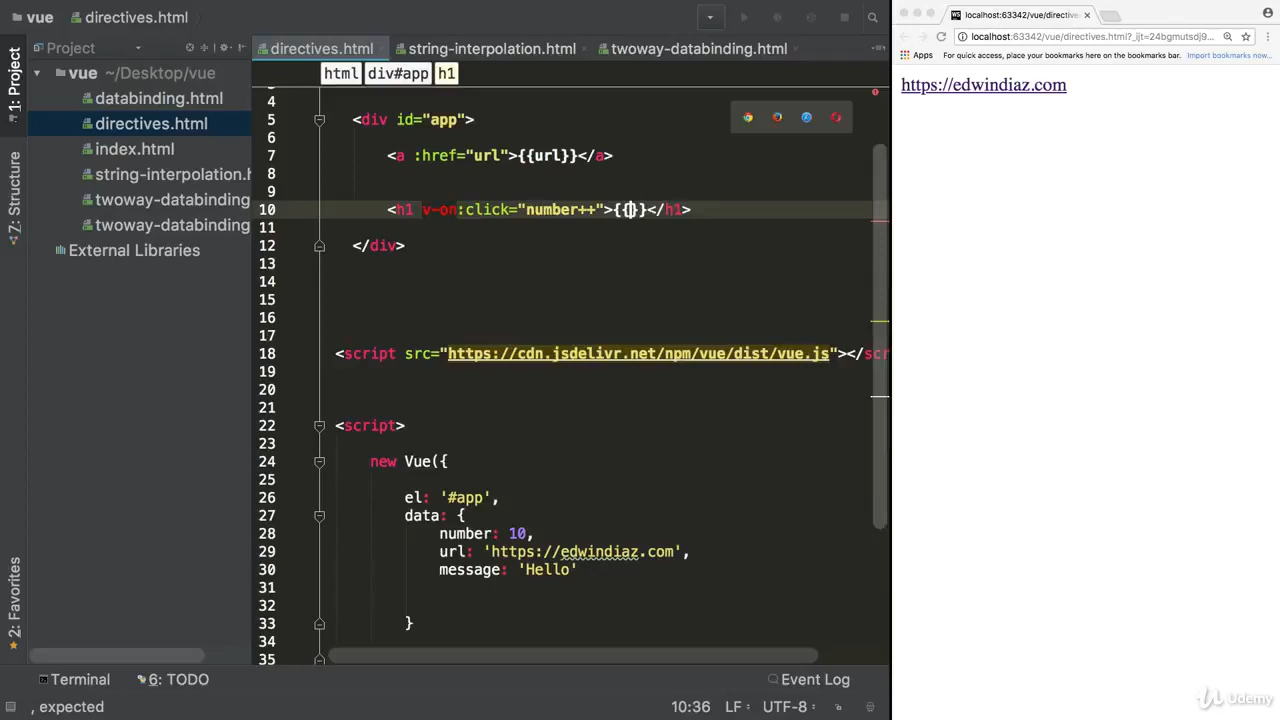 vue directives.html
Project
vue ~/Desktop/vue
databinding.html
directives.html
index.html
string-interpolation.h
twoway-databinding
twoway-databinding
External Libraries
1: Project
7: Structure
2: Favorites
directives.html string-interpolation.html twoway-databinding.html
html div#app h1
4
5 <div id="app">
6
7 <a :href="url">{{url}}</a>
8
9
10 <h1 v-on:click="number++">{{}}</h1>
11
12 </div>
13
14
15
16
17
18 <script src="https://cdn.jsdelivr.net/npm/vue/dist/vue.js"></scr
19
20
21
22 <script>
23
24 new Vue({
25
26 el: '#app',
27 data: {
28 number: 10,
29 url: 'https://edwindiaz.com',
30 message: 'Hello'
31
32
33 }
34
35
Terminal 6: TODO Event Log
, expected 10:36 LF UTF-8
localhost:63342/vue/directive
localhost:63342/vue/directives.html?_ijt=24bgmutsdj9...
Apps For quick access, place your bookmarks here on the bookmarks bar. Import bookmarks now...
https://edwindiaz.com
Udemy